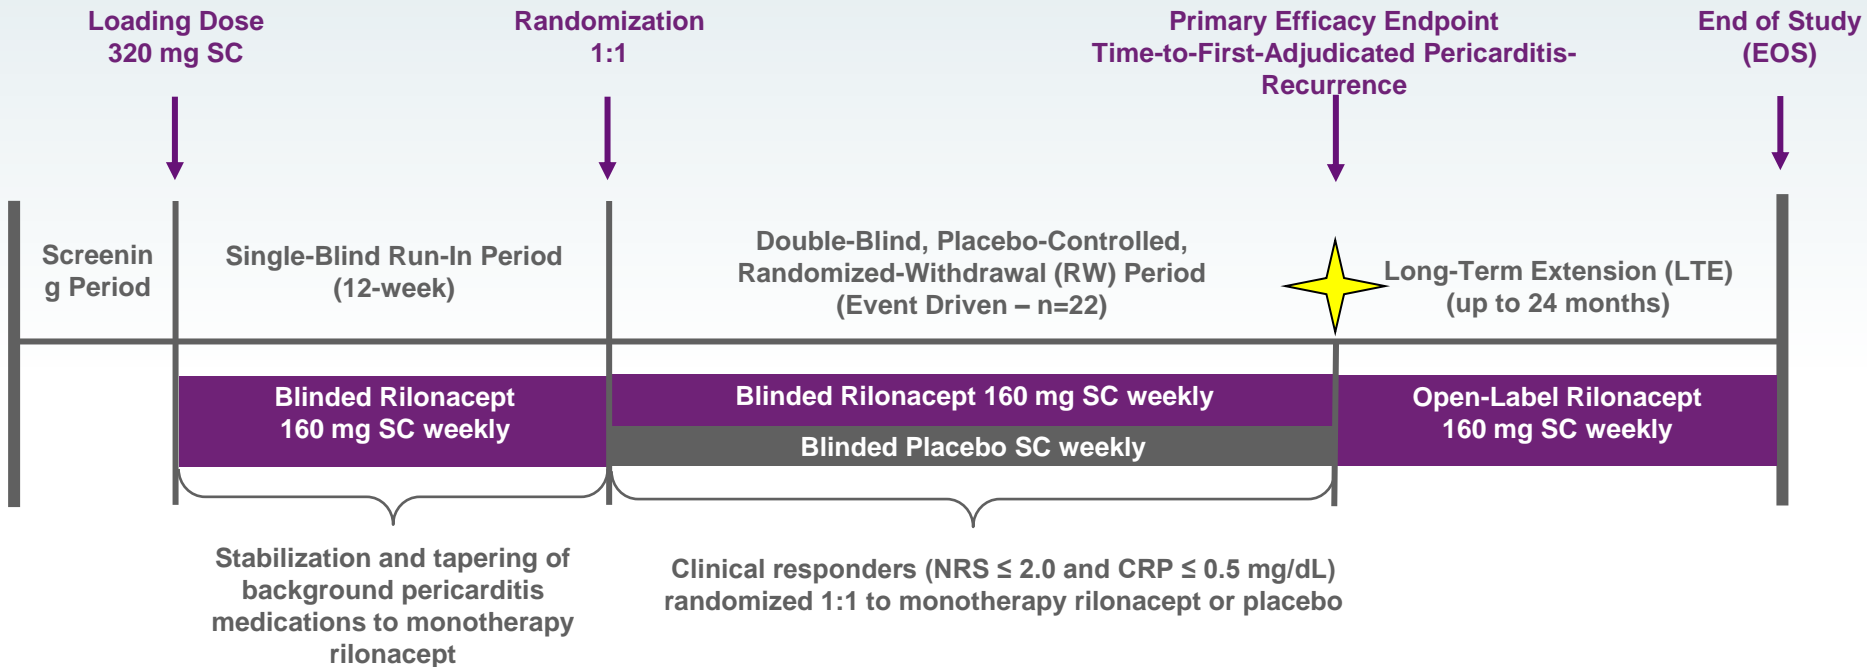 Loading Dose
320 mg SC
Randomization
1:1
Primary Efficacy Endpoint
Time-to-First-Adjudicated Pericarditis-
Recurrence
End of Study
(EOS)
Screenin
g Period
Single-Blind Run-In Period
(12-week)
Double-Blind, Placebo-Controlled,
Randomized-Withdrawal (RW) Period
(Event Driven – n=22)
Long-Term Extension (LTE)
(up to 24 months)
Blinded Rilonacept
160 mg SC weekly
Blinded Rilonacept 160 mg SC weekly
Blinded Placebo SC weekly
Open-Label Rilonacept
160 mg SC weekly
Stabilization and tapering of
background pericarditis
medications to monotherapy
rilonacept
Clinical responders (NRS ≤ 2.0 and CRP ≤ 0.5 mg/dL)
randomized 1:1 to monotherapy rilonacept or placebo